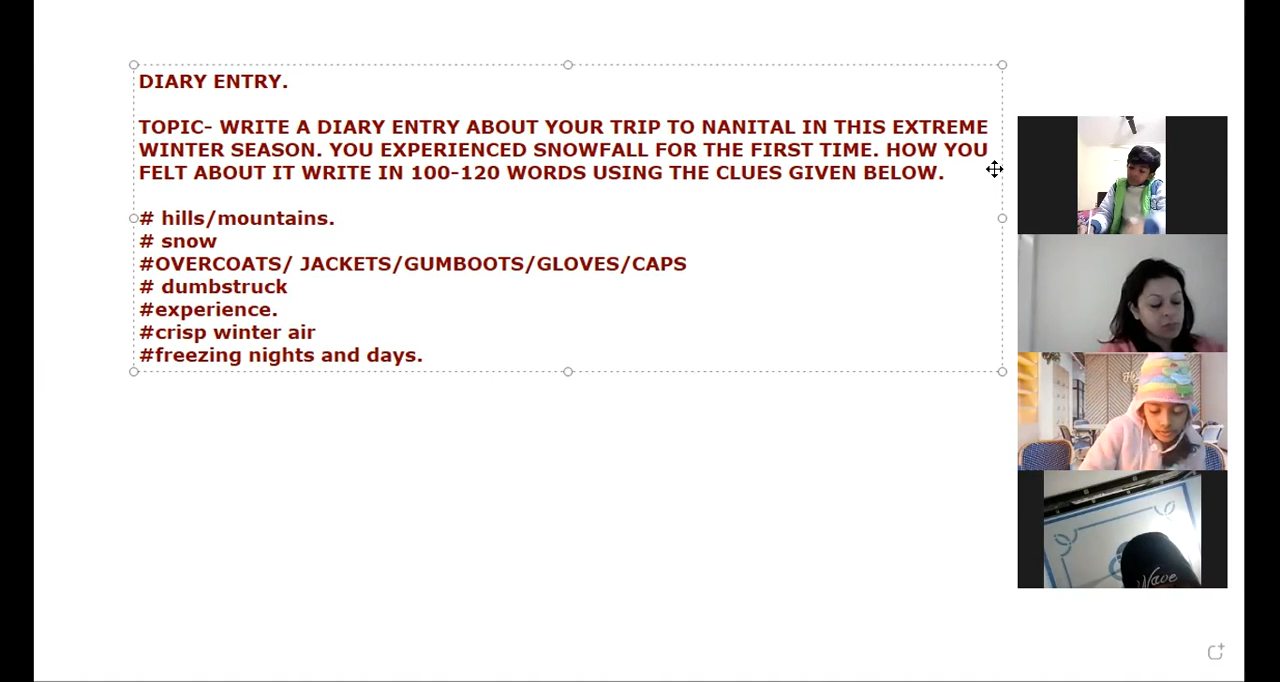 DIARY ENTRY.
TOPIC- WRITE A DIARY ENTRY ABOUT YOUR TRIP TO NANITAL IN THIS EXTREME
WINTER SEASON. YOU EXPERIENCED SNOWFALL FOR THE FIRST TIME. HOW YOU
FELT ABOUT IT WRITE IN 100-120 WORDS USING THE CLUES GIVEN BELOW.
# hills/mountains.
# snow
#OVERCOATS/ JACKETS/GUMBOOTS/GLOVES/CAPS
# dumbstruck
#experience.
#crisp winter air
#freezing nights and days.
Wave